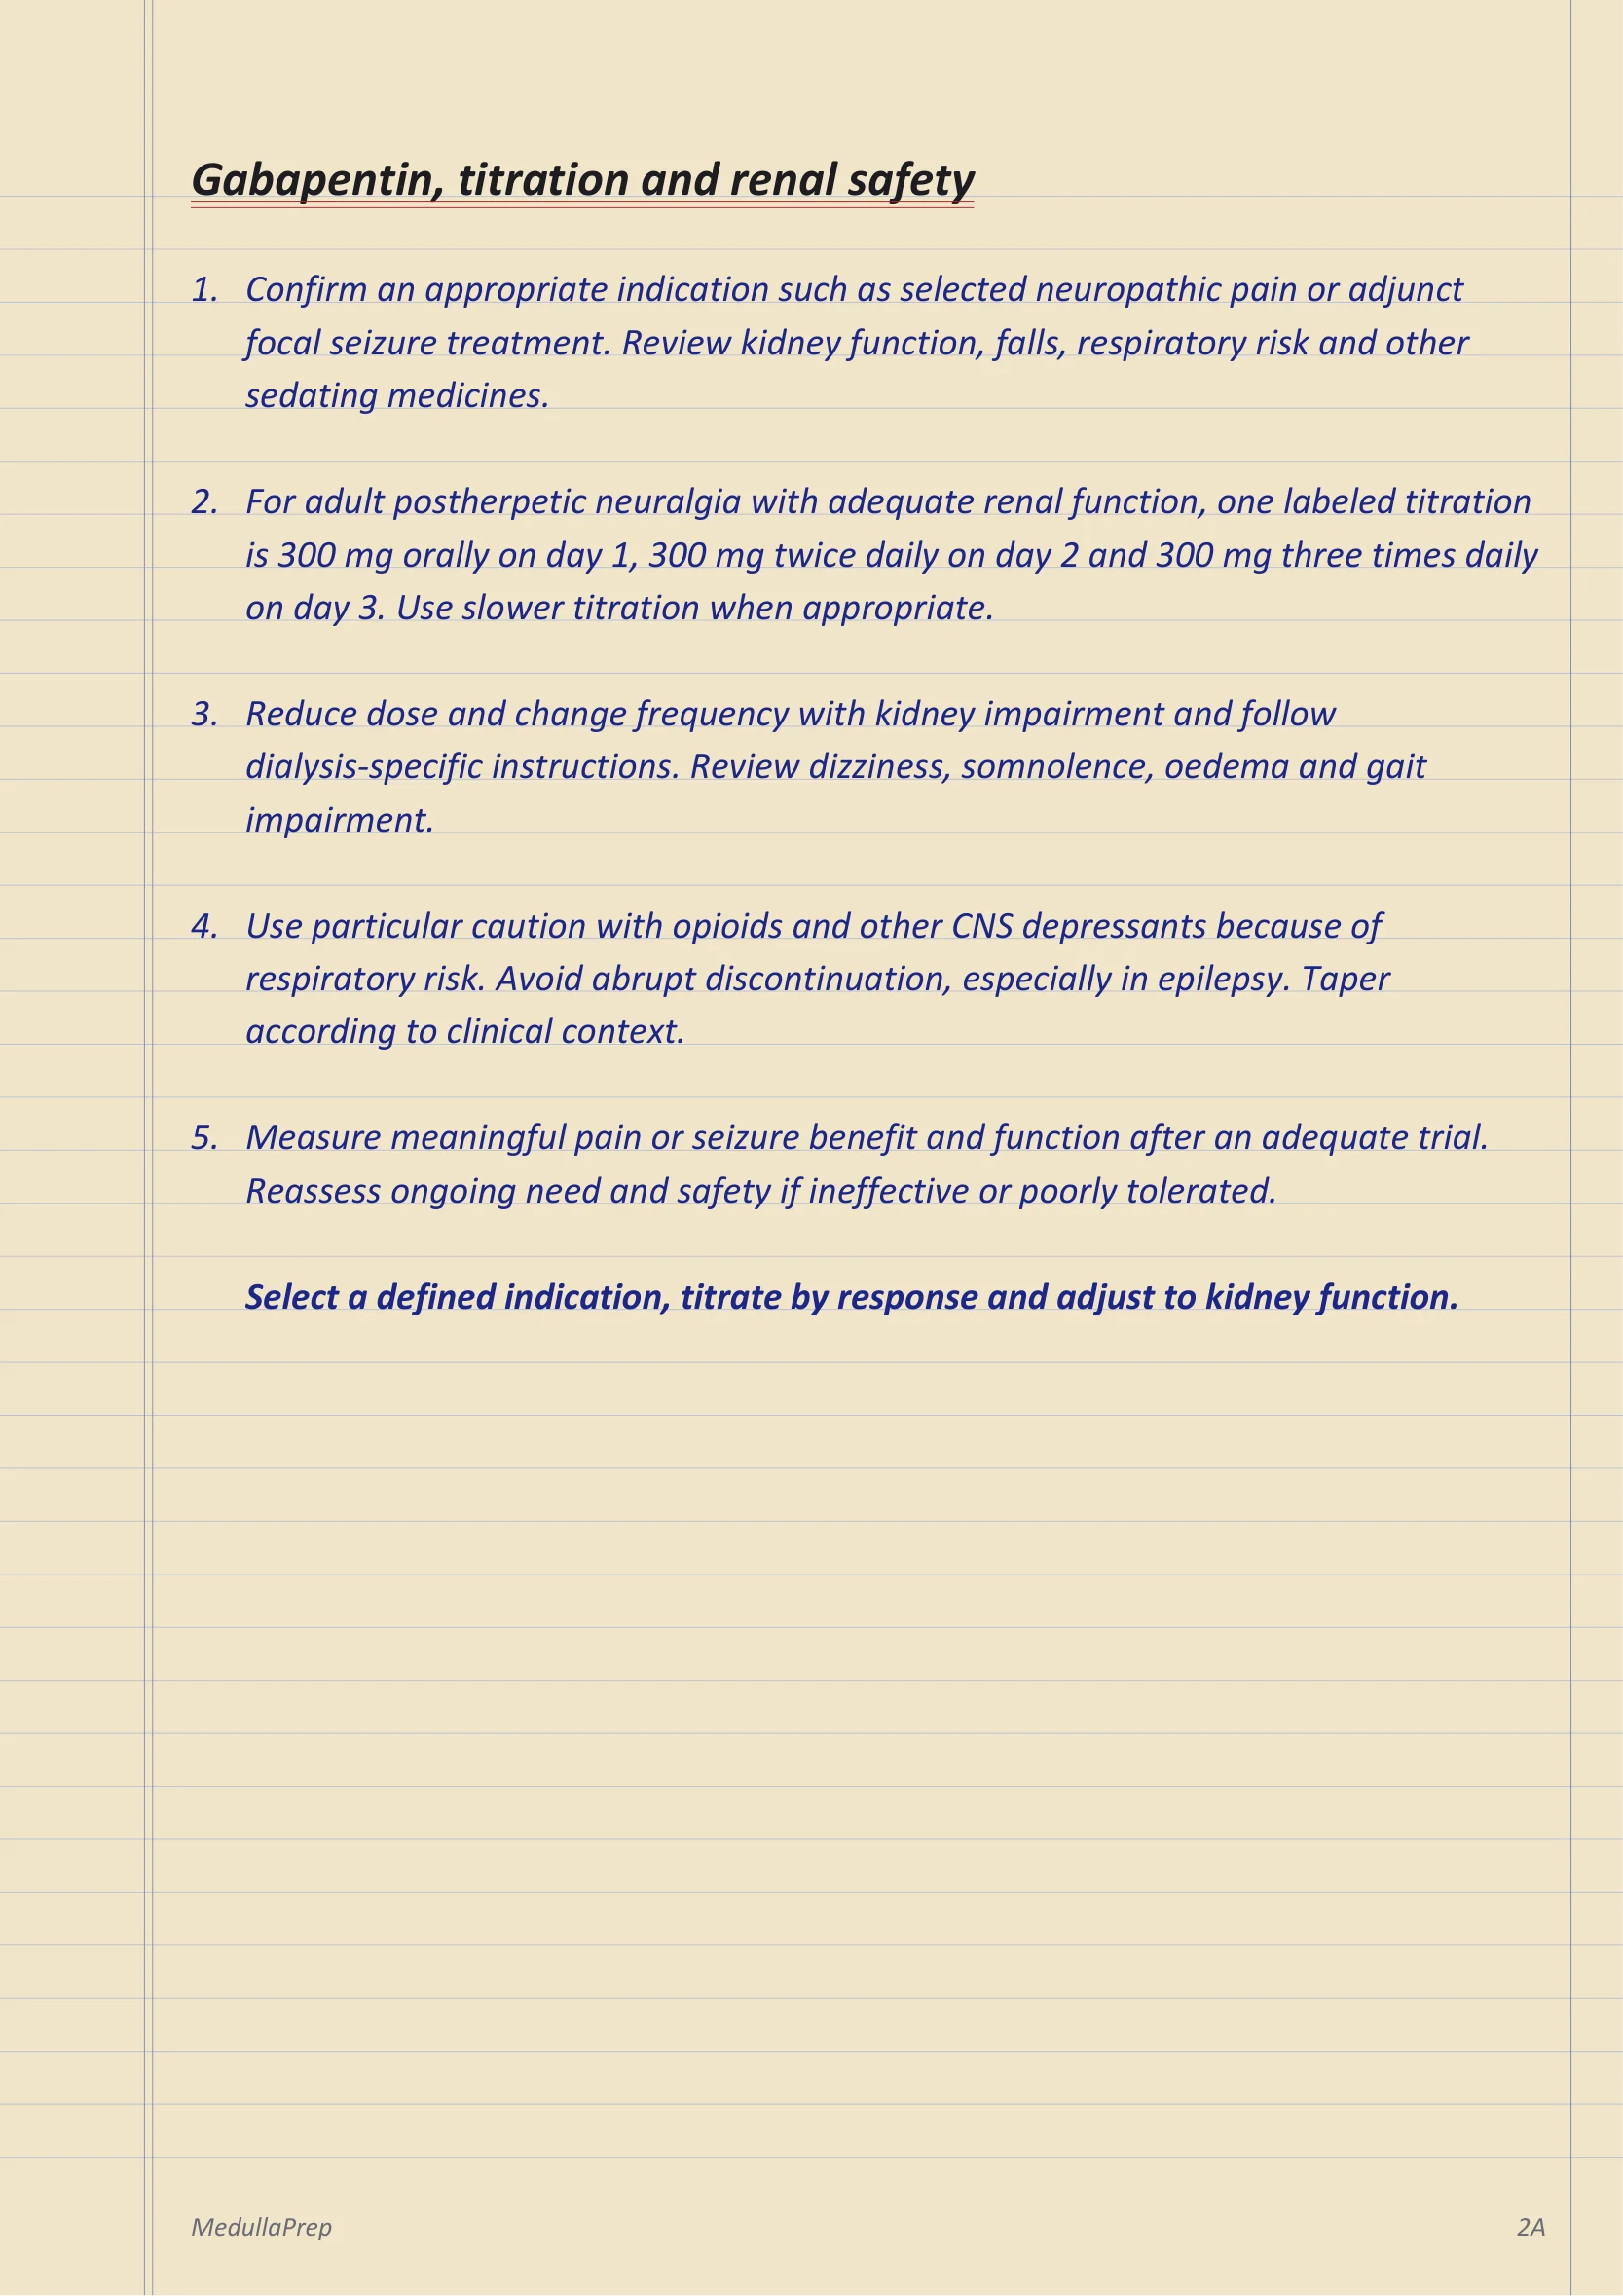 Gabapentin, titration and renal safety
1. Confirm an appropriate indication such as selected neuropathic pain or adjunct
focal seizure treatment. Review kidney function, falls, respiratory risk and other
sedating medicines.
2. For adult postherpetic neuralgia with adequate renal function, one labeled titration
is 300 mg orally on day 1, 300 mg twice daily on day 2 and 300 mg three times daily
on day 3. Use slower titration when appropriate.
3. Reduce dose and change frequency with kidney impairment and follow
dialysis-specific instructions. Review dizziness, somnolence, oedema and gait
impairment.
4. Use particular caution with opioids and other CNS depressants because of
respiratory risk. Avoid abrupt discontinuation, especially in epilepsy. Taper
according to clinical context.
5. Measure meaningful pain or seizure benefit and function after an adequate trial.
Reassess ongoing need and safety if ineffective or poorly tolerated.
Select a defined indication, titrate by response and adjust to kidney function.
MedullaPrep
2A